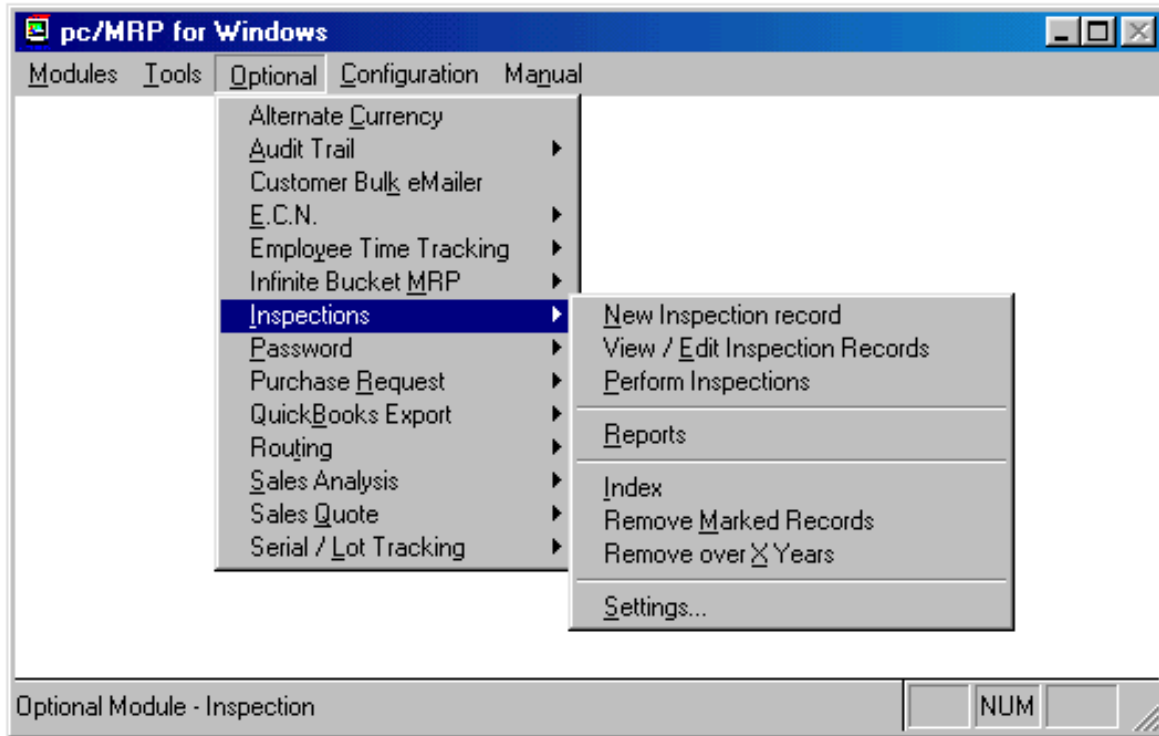 pc/MRP for Windows
Modules Tools Optional Configuration Manual
Alternate Currency
Audit Trail
Customer Bulk eMailer
E.C.N.
Employee Time Tracking
Infinite Bucket MRP
Inspections
Password
Purchase Request
QuickBooks Export
Routing
Sales Analysis
Sales Quote
Serial / Lot Tracking
New Inspection record
View / Edit Inspection Records
Perform Inspections
Reports
Index
Remove Marked Records
Remove over X Years
Settings...
Optional Module - Inspection NUM